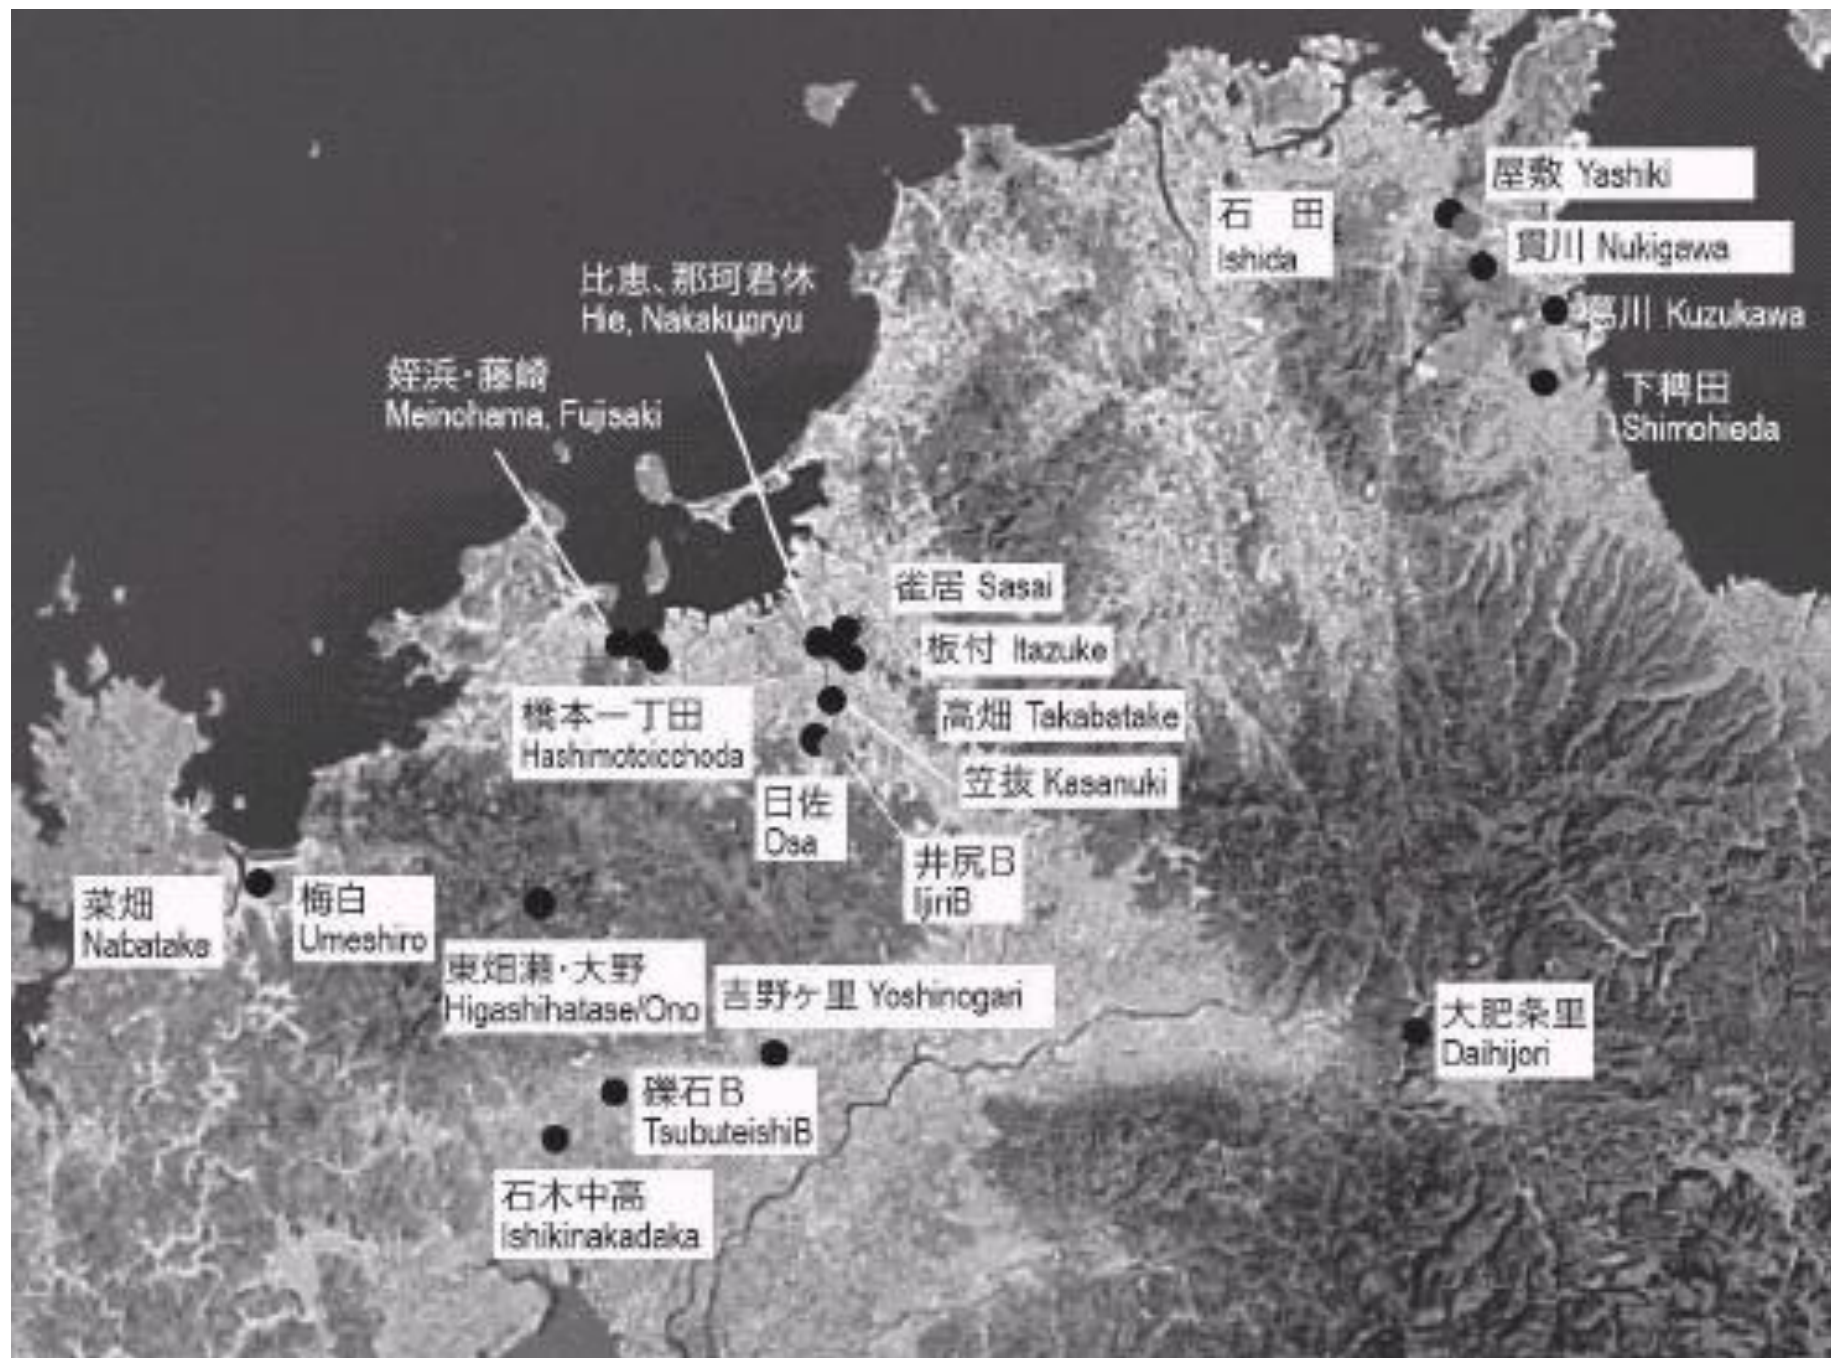 屋敷 Yashiki
石 田
Ishida
貫川 Nukigawa
比恵、那珂君休
Hie, Nakakunryu
葛川 Kuzukawa
姪浜・藤崎
Meinohama, Fujisaki
下稗田
Shimohieda
雀居 Sasai
板付 Itazuke
橋本一丁田
Hashimotoicchoda
高畑 Takabatake
笠抜 Kasanuki
日佐
Osa
井尻B
IjiriB
菜畑
Nabatake
梅白
Umeshiro
東畑瀬・大野
Higashihatase/Ono
吉野ヶ里 Yoshinogari
大肥条里
Daihijori
礫石B
TsubuteishiB
石木中高
Ishikinakadaka